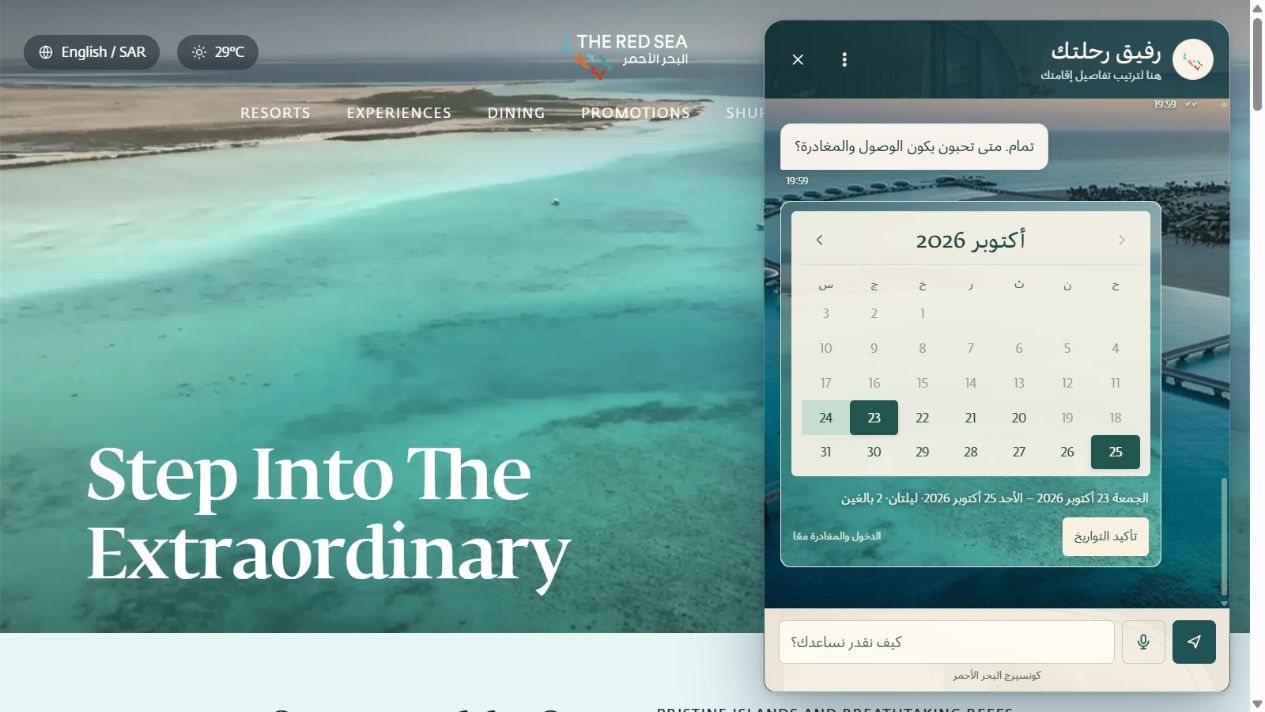 English / SAR
29°C
THE RED SEA
البحر الأحمر
RESORTS
EXPERIENCES
DINING
PROMOTIONS
Step Into The
Extraordinary
رفيق رحلتك
هنا لترتيب تفاصيل إقامتك
19:59
تمام. متى تحبون يكون الوصول والمغادرة؟
19:59
أكتوبر 2026
ح ن ث ر خ ج س
1 2 3
4 5 6 7 8 9 10
11 12 13 14 15 16 17
18 19 20 21 22 23 24
25 26 27 28 29 30 31
الجمعة 23 أكتوبر 2026 – الأحد 25 أكتوبر 2026· ليلتان· 2 بالغين
تأكيد التواريخ
الدخول والمغادرة معًا
كيف نقدر نساعدك؟
كونسيرج البحر الأحمر